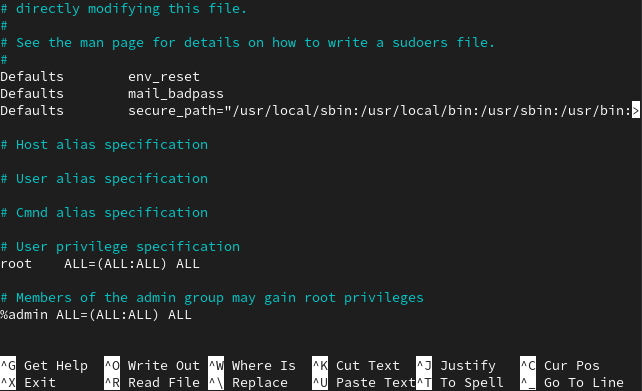 # directly modifying this file.
#
# See the man page for details on how to write a sudoers file.
#
Defaults        env_reset
Defaults        mail_badpass
Defaults        secure_path="/usr/local/sbin:/usr/local/bin:/usr/sbin:/usr/bin:>
# Host alias specification
# User alias specification
# Cmnd alias specification
# User privilege specification
root    ALL=(ALL:ALL) ALL
# Members of the admin group may gain root privileges
%admin ALL=(ALL:ALL) ALL
^G Get Help  ^O Write Out ^W Where Is  ^K Cut Text  ^J Justify   ^C Cur Pos
^X Exit      ^R Read File ^\ Replace   ^U Paste Text^T To Spell  ^_ Go To Line